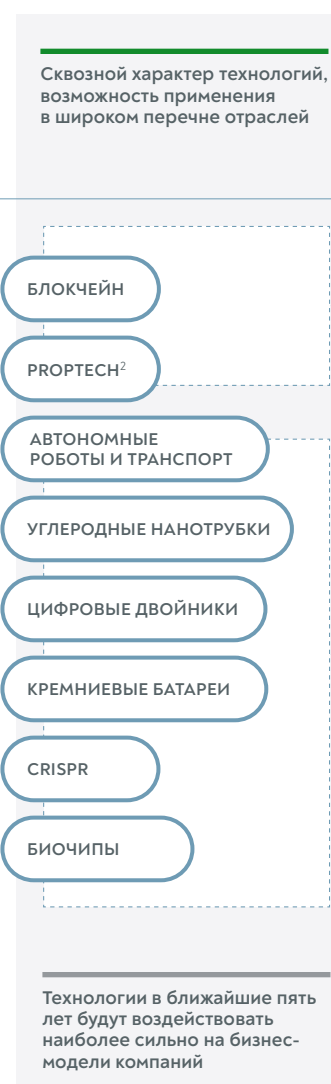 Сквозной характер технологий,
возможность применения
в широком перечне отраслей
БЛОКЧЕЙН
PROPTECH²
АВТОНОМНЫЕ
РОБОТЫ И ТРАНСПОРТ
УГЛЕРОДНЫЕ НАНОТРУБКИ
ЦИФРОВЫЕ ДВОЙНИКИ
КРЕМНИЕВЫЕ БАТАРЕИ
CRISPR
БИОЧИПЫ
Технологии в ближайшие пять
лет будут воздействовать
наиболее сильно на бизнес-
модели компаний